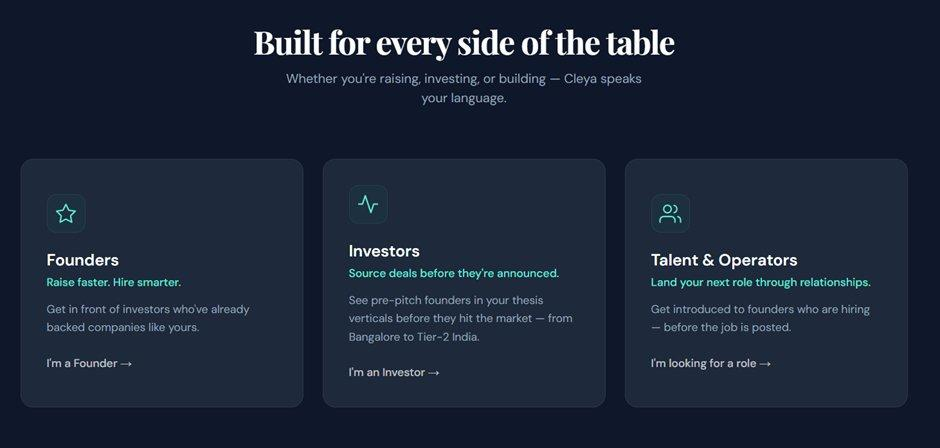 Built for every side of the table
Whether you're raising, investing, or building — Cleya speaks
your language.
Founders
Raise faster. Hire smarter.
Get in front of investors who've already
backed companies like yours.
I'm a Founder →
Investors
Source deals before they're announced.
See pre-pitch founders in your thesis
verticals before they hit the market — from
Bangalore to Tier-2 India.
I'm an Investor →
Talent & Operators
Land your next role through relationships.
Get introduced to founders who are hiring
— before the job is posted.
I'm looking for a role →